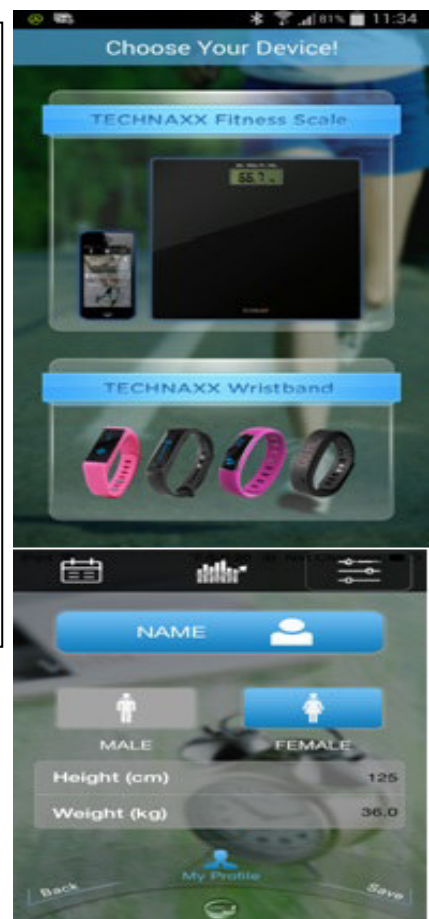 81% 11:34
Choose Your Device!
TECHNAXX Fitness Scale
TECHNAXX Wristband
NAME
MALE FEMALE
Height (cm) 125
Weight (kg) 36.0
My Profile
Back Save